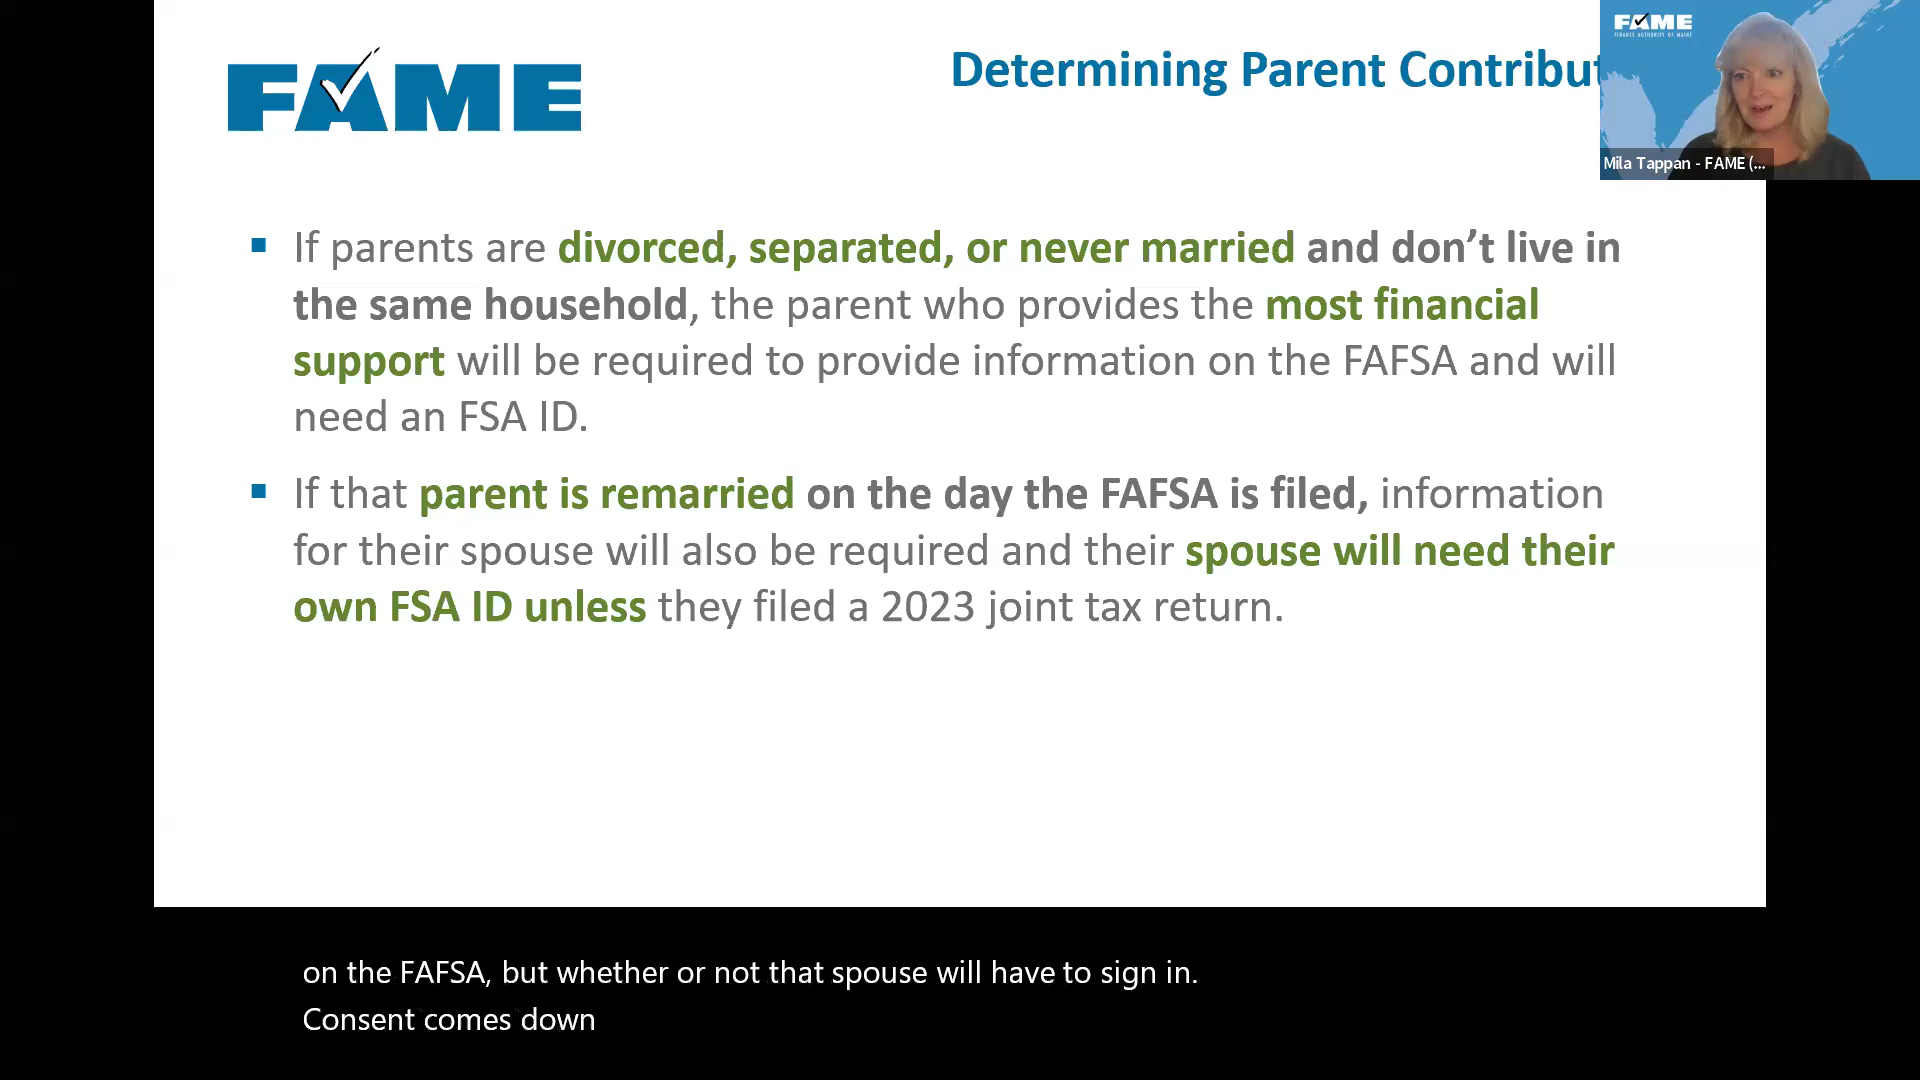 FAME
Determining Parent Contribut
FAME
FINANCE AUTHORITY OF MAINE
Mila Tappan - FAME (...
If parents are divorced, separated, or never married and don’t live in
the same household, the parent who provides the most financial
support will be required to provide information on the FAFSA and will
need an FSA ID.
If that parent is remarried on the day the FAFSA is filed, information
for their spouse will also be required and their spouse will need their
own FSA ID unless they filed a 2023 joint tax return.
on the FAFSA, but whether or not that spouse will have to sign in.
Consent comes down